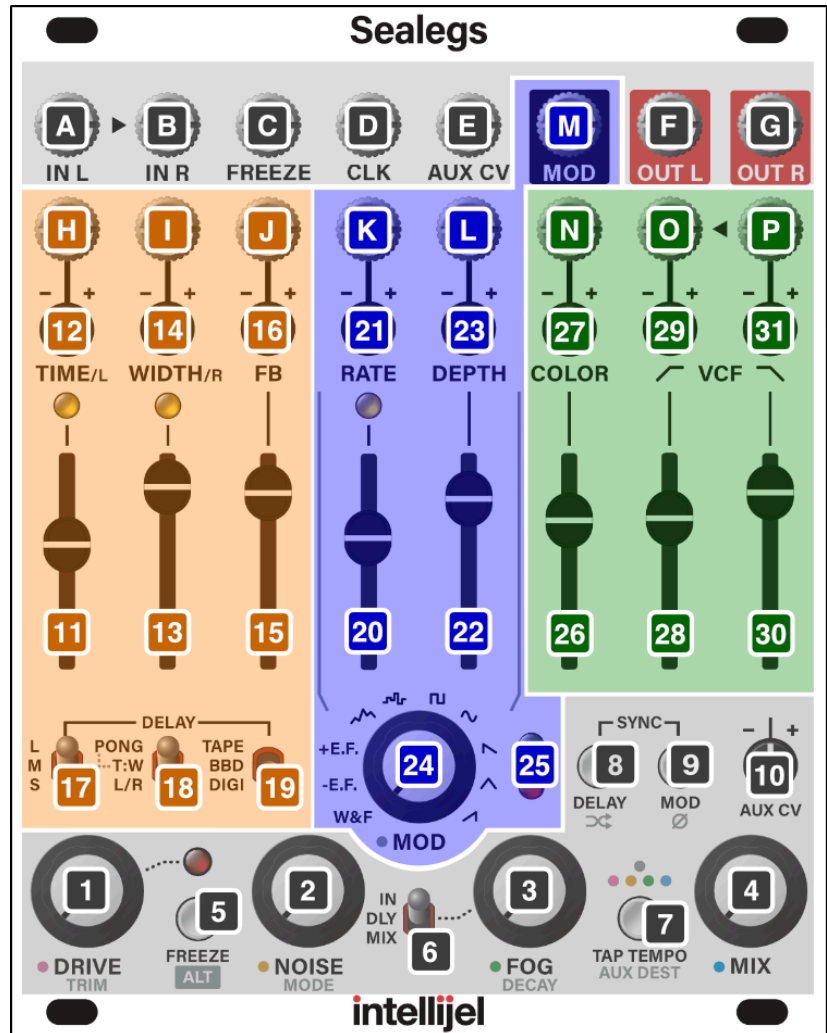 Sealegs
A B C D E M F G
IN L IN R FREEZE CLK AUX CV MOD OUT L OUT R
H I J K L N O P
− + − + − + − + − + − + − + − +
12 14 16 21 23 27 29 31
TIME/L WIDTH/R FB RATE DEPTH COLOR VCF
11 13 15 20 22 26 28 30
DELAY
L
M
S
17
PONG
T:W
L/R
18
TAPE
BBD
DIGI
19
+E.F.
-E.F.
W&F
24
25
MOD
SYNC
8 9
DELAY MOD
Ø
− +
10
AUX CV
1
DRIVE
TRIM
5
FREEZE
ALT
2
NOISE
MODE
IN
DLY
MIX
6
3
FOG
DECAY
7
TAP TEMPO
AUX DEST
4
MIX
intellijel